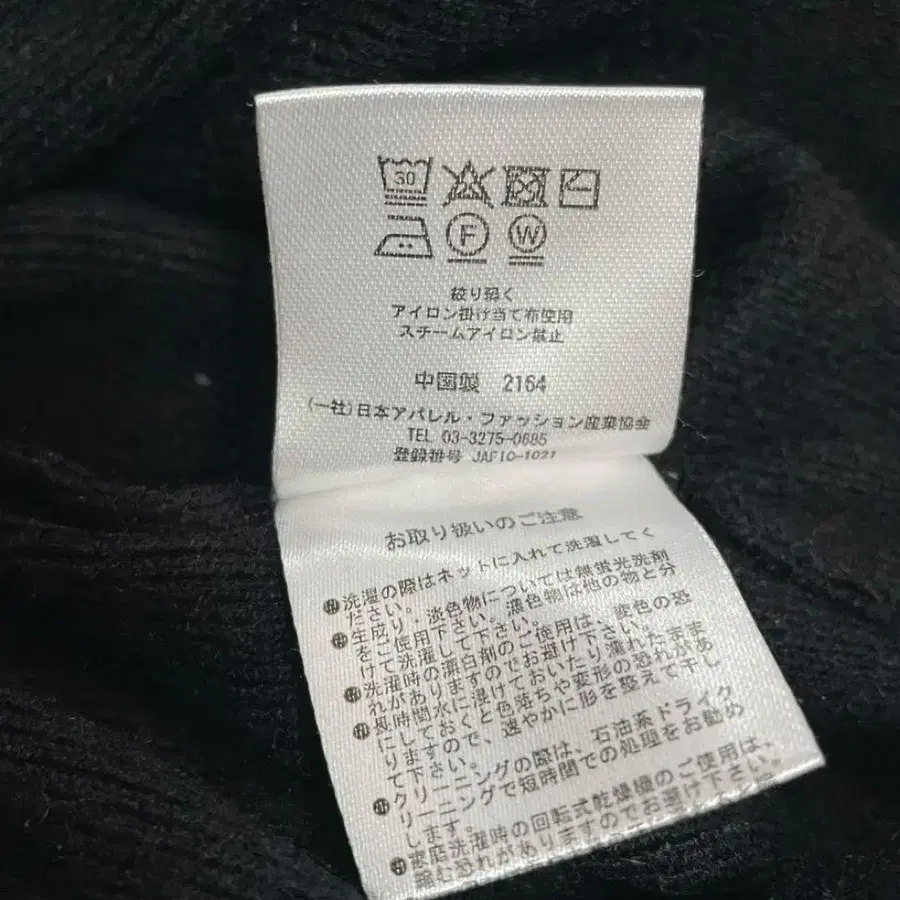 30
F W
絞り弱く
アイロン掛け当て布使用
スチームアイロン禁止
中国製 2164
(一社)日本アパレル・ファッション産業協会
TEL 03-3275-0685
登録番号 JAFIC-1021
お取り扱いのご注意
洗濯の際はネットに入れて洗濯してく
ださい。
生成り・淡色物については無蛍光洗剤
をご使用下さい。濃色物は他の物と分
けて洗濯して下さい。
洗濯時の漂白剤のご使用は、変色の恐
れがありますのでお避け下さい。
長時間水に浸けておいたり濡れたまま
にしておくと色落ちや変形の恐れがあ
りますので、速やかに形を整えて干し
て下さい。
クリーニングの際は、石油系ドライク
リーニングで短時間での処理をお勧め
します。
家庭洗濯時の回転式乾燥機のご使用は、
縮む恐れがありますのでお避け下さい。